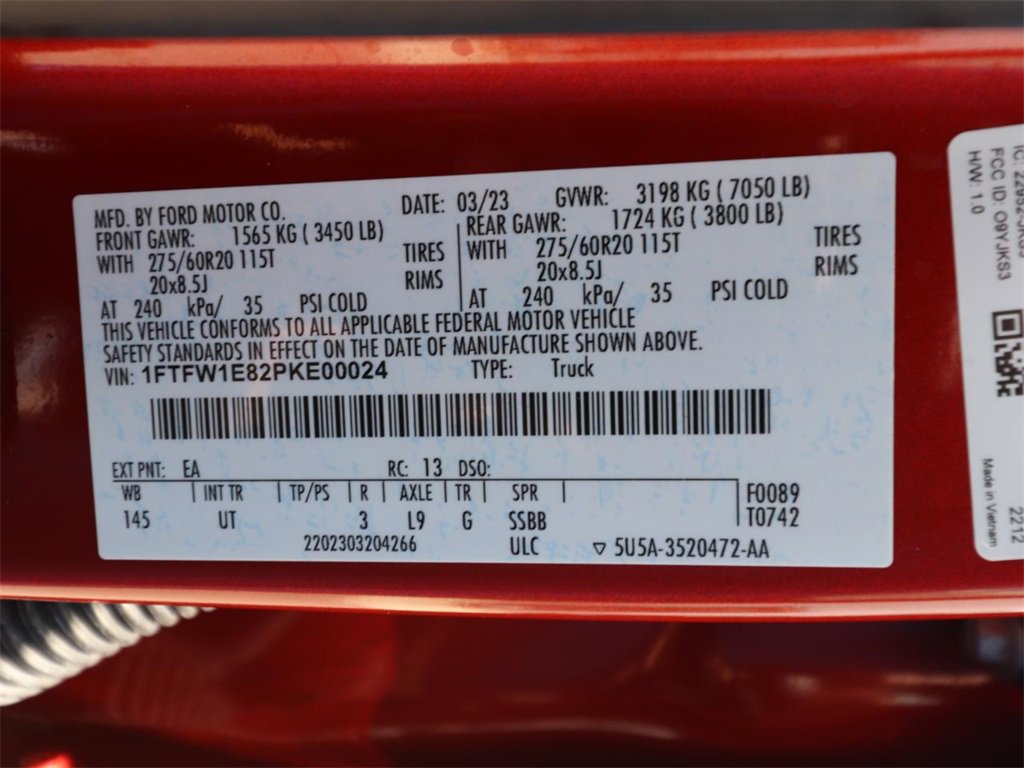 MFD. BY FORD MOTOR CO. DATE: 03/23 GVWR: 3198 KG ( 7050 LB)
FRONT GAWR: 1565 KG ( 3450 LB) REAR GAWR: 1724 KG ( 3800 LB)
WITH 275/60R20 115T TIRES WITH 275/60R20 115T TIRES
20x8.5J RIMS 20x8.5J RIMS
AT 240 kPa/ 35 PSI COLD AT 240 kPa/ 35 PSI COLD
THIS VEHICLE CONFORMS TO ALL APPLICABLE FEDERAL MOTOR VEHICLE
SAFETY STANDARDS IN EFFECT ON THE DATE OF MANUFACTURE SHOWN ABOVE.
VIN: 1FTFW1E82PKE00024 TYPE: Truck
EXT PNT: EA RC: 13 DSO:
WB INT TR TP/PS R AXLE TR SPR F0089
145 UT 3 L9 G SSBB T0742
2202303204266 ULC ▽ 5U5A-3520472-AA
FCC ID: O9YJKS3
H/W: 1.0
Made in Vietnam
2212